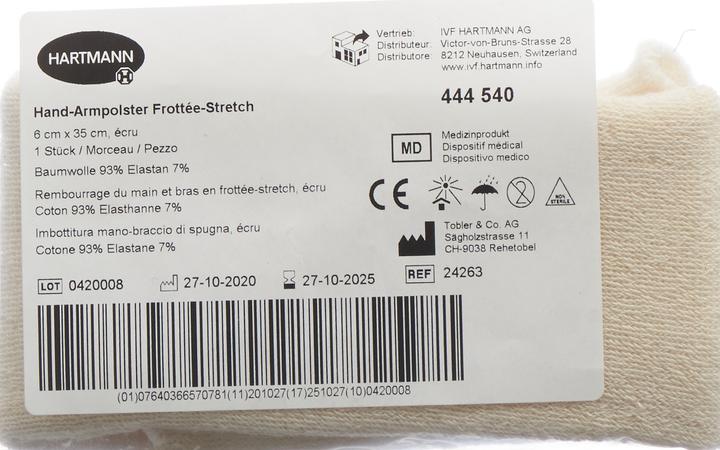 HARTMANN
Vertrieb:
Distributeur:
Distributore:
IVF HARTMANN AG
Victor-von-Bruns-Strasse 28
8212 Neuhausen, Switzerland
www.ivf.hartmann.info
444 540
Hand-Armpolster Frottée-Stretch
6 cm x 35 cm, écru
1 Stück / Morceau / Pezzo
Baumwolle 93% Elastan 7%
Rembourrage du main et bras en frottée-stretch, écru
Coton 93% Elasthanne 7%
Imbottitura mano-braccio di spugna, écru
Cotone 93% Elastane 7%
MD
Medizinprodukt
Dispositif médical
Dispositivo medico
CE
2
NON
STERILE
Tobler & Co. AG
Sägholzstrasse 11
CH-9038 Rehetobel
LOT 0420008
27-10-2020
27-10-2025
REF 24263
(01)07640366570781(11)201027(17)251027(10)0420008